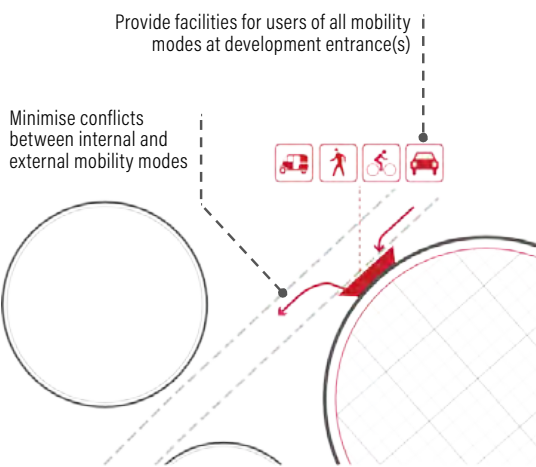 Provide facilities for users of all mobility
modes at development entrance(s)
Minimise conflicts
between internal and
external mobility modes